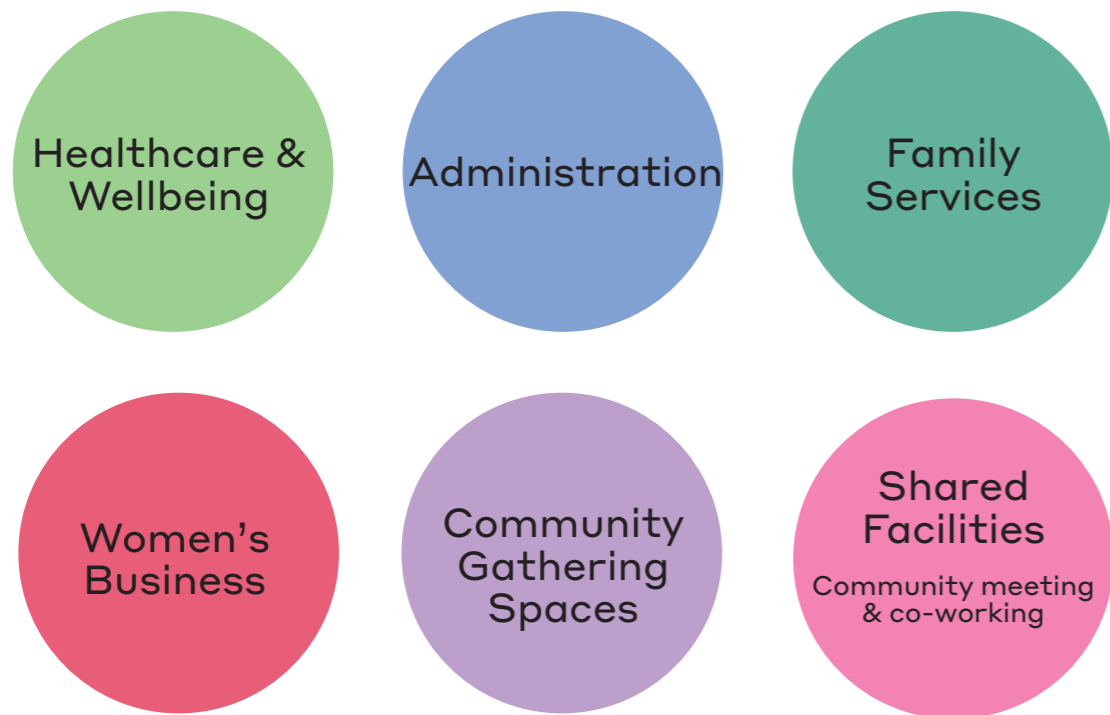 Healthcare &
Wellbeing
Administration
Family
Services
Women’s
Business
Community
Gathering
Spaces
Shared
Facilities
Community meeting
& co-working